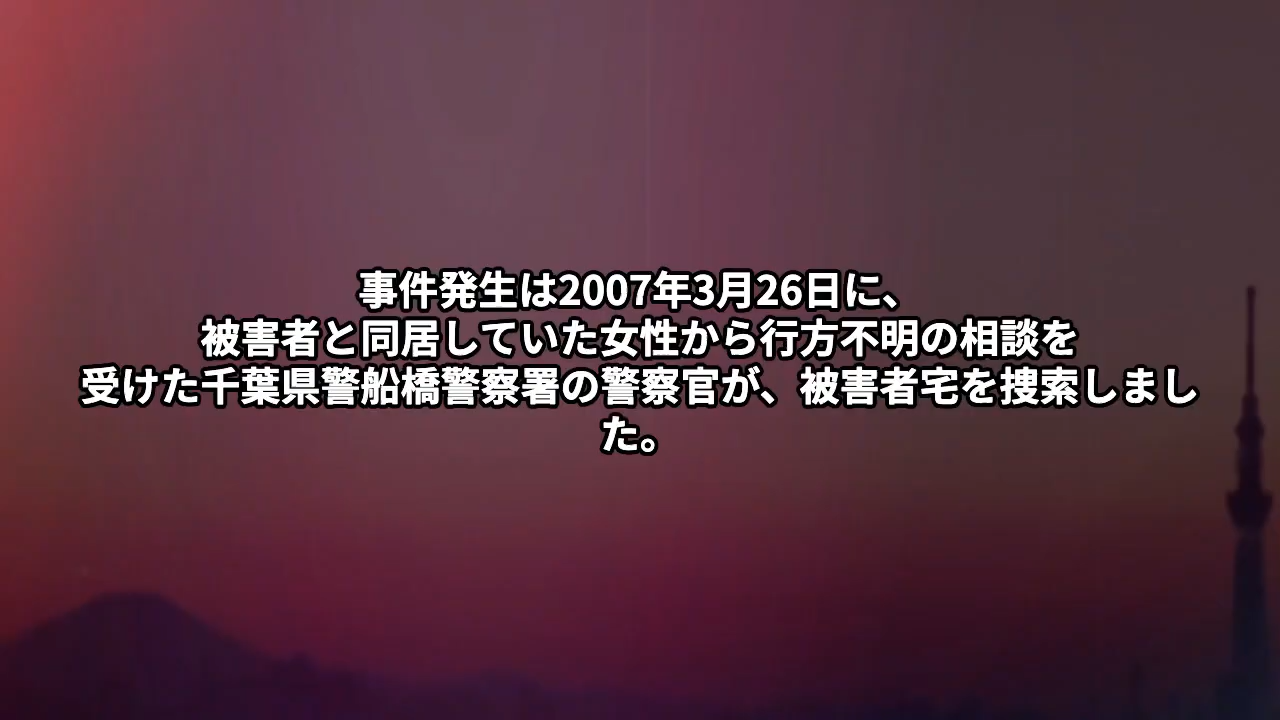 事件発生は2007年3月26日に、
被害者と同居していた女性から行方不明の相談を
受けた千葉県警船橋警察署の警察官が、被害者宅を捜索しまし
た。